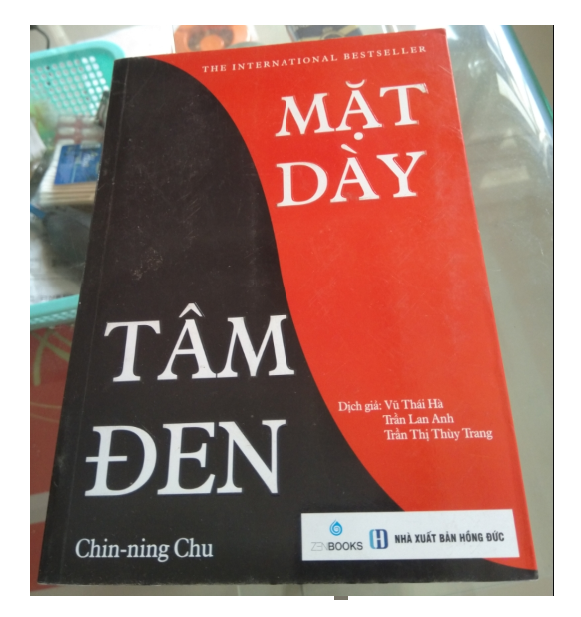 THE INTERNATIONAL BESTSELLER
MẶT
DÀY
TÂM
ĐEN
Dịch giả: Vũ Thái Hà
Trần Lan Anh
Trần Thị Thùy Trang
Chin-ning Chu
ZENBOOKS
NHÀ XUẤT BẢN HỒNG ĐỨC